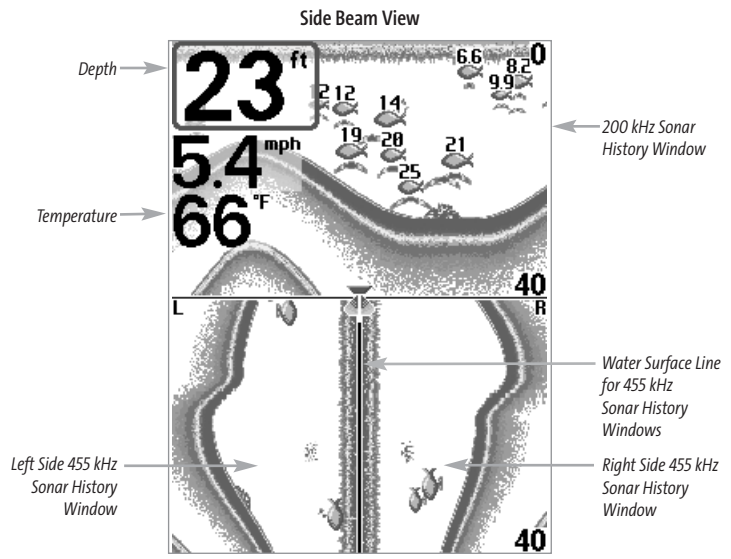 Side Beam View
Depth
23 ft
6.6
8.2
0
9.9
12 12
14
200 kHz Sonar
History Window
5.4 mph
19
20
21
25
Temperature
66 °F
40
L
R
Water Surface Line
for 455 kHz
Sonar History
Windows
Left Side 455 kHz
Sonar History
Window
Right Side 455 kHz
Sonar History
Window
40